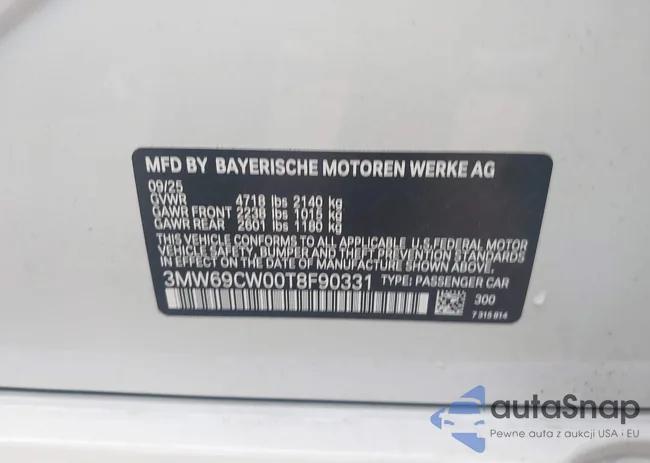 MFD BY BAYERISCHE MOTOREN WERKE AG
09/25
GVWR 4718 lbs 2140 kg
GAWR FRONT 2238 lbs 1015 kg
GAWR REAR 2601 lbs 1180 kg
THIS VEHICLE CONFORMS TO ALL APPLICABLE U.S.FEDERAL MOTOR
VEHICLE SAFETY, BUMPER, AND THEFT PREVENTION STANDARDS
IN EFFECT ON THE DATE OF MANUFACTURE SHOWN ABOVE.
3MW69CW00T8F90331 TYPE: PASSENGER CAR
300
7 315 814
autoSnap
Pewne auta z aukcji USA i EU